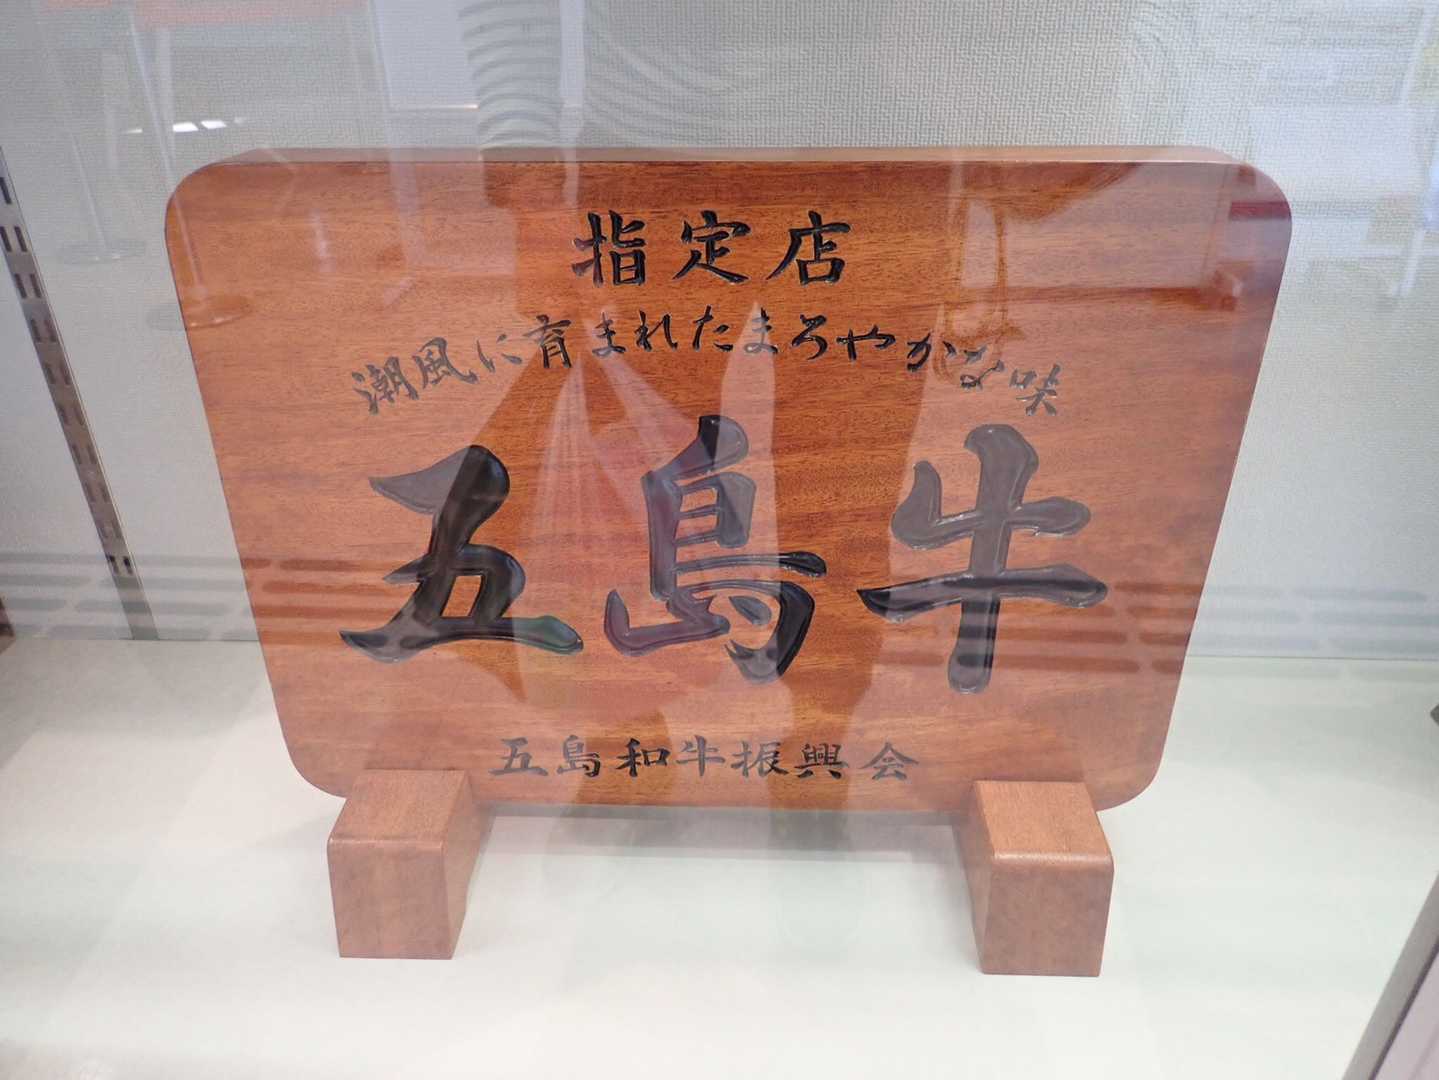 指定店
潮風に育まれたまろやかな味
五島牛
五島和牛振興会